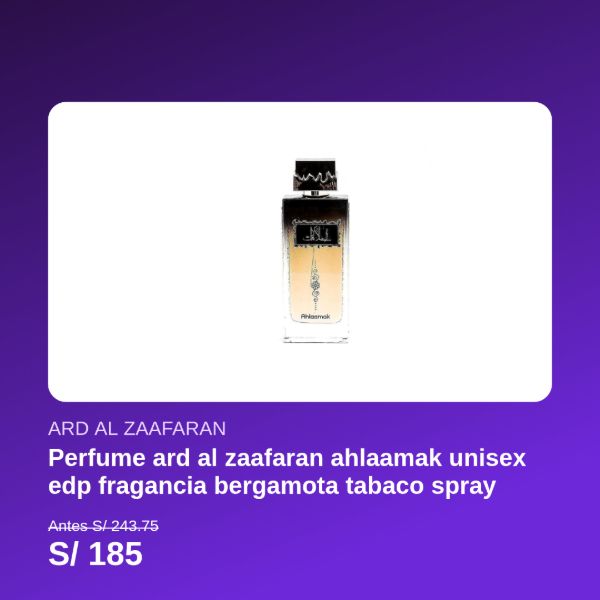 Ahlaamak
ARD AL ZAAFARAN
Perfume ard al zaafaran ahlaamak unisex
edp fragancia bergamota tabaco spray
Antes S/ 243.75
S/ 185